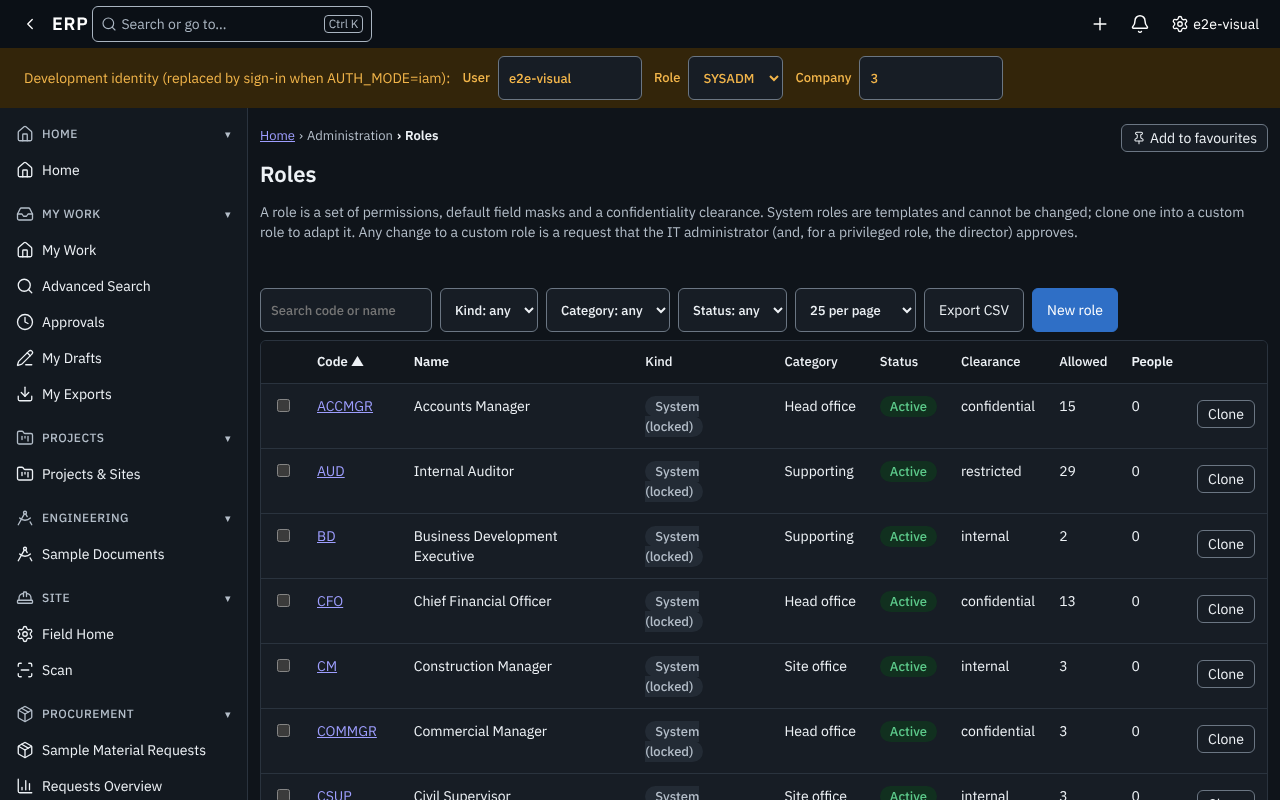 ERP
Search or go to...
Ctrl K
e2e-visual
Development identity (replaced by sign-in when AUTH_MODE=iam): User e2e-visual Role SYSADM Company 3
HOME
Home
MY WORK
My Work
Advanced Search
Approvals
My Drafts
My Exports
PROJECTS
Projects & Sites
ENGINEERING
Sample Documents
SITE
Field Home
Scan
PROCUREMENT
Sample Material Requests
Requests Overview
Home › Administration › Roles
Add to favourites
Roles
A role is a set of permissions, default field masks and a confidentiality clearance. System roles are templates and cannot be changed; clone one into a custom
role to adapt it. Any change to a custom role is a request that the IT administrator (and, for a privileged role, the director) approves.
Search code or name Kind: any Category: any Status: any 25 per page Export CSV New role
Code ▲ Name Kind Category Status Clearance Allowed People
ACCMGR Accounts Manager System (locked) Head office Active confidential 15 0 Clone
AUD Internal Auditor System (locked) Supporting Active restricted 29 0 Clone
BD Business Development Executive System (locked) Supporting Active internal 2 0 Clone
CFO Chief Financial Officer System (locked) Head office Active confidential 13 0 Clone
CM Construction Manager System (locked) Site office Active internal 3 0 Clone
COMMGR Commercial Manager System (locked) Head office Active confidential 3 0 Clone
CSUP Civil Supervisor System Site office Active internal 3 0